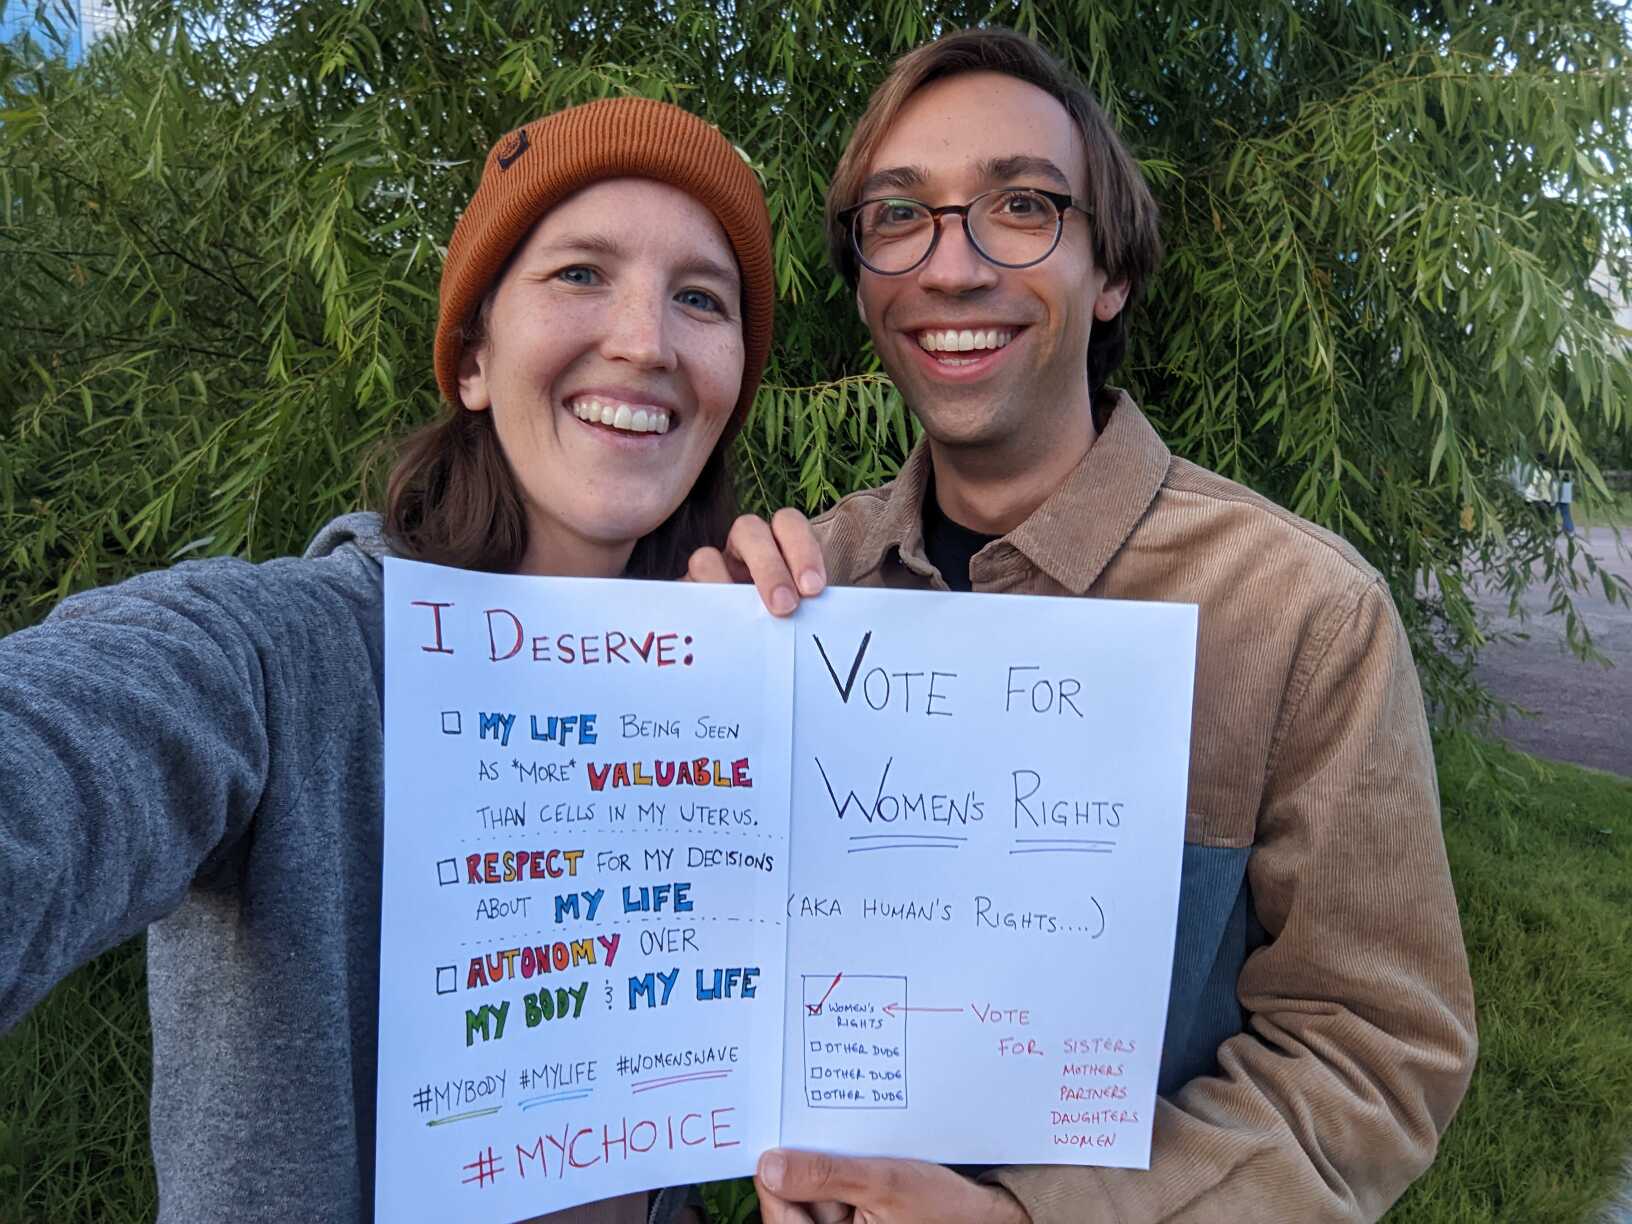 I DESERVE:
MY LIFE BEING SEEN
AS *MORE* VALUABLE
THAN CELLS IN MY UTERUS.
RESPECT FOR MY DECISIONS
ABOUT MY LIFE
AUTONOMY OVER
MY BODY & MY LIFE
#MYBODY #MYLIFE #WOMENSWAVE
#MYCHOICE
VOTE FOR
WOMEN'S RIGHTS
(AKA HUMAN'S RIGHTS....)
WOMEN'S
RIGHTS
OTHER DUDE
OTHER DUDE
OTHER DUDE
VOTE
FOR SISTERS
MOTHERS
PARTNERS
DAUGHTERS
WOMEN